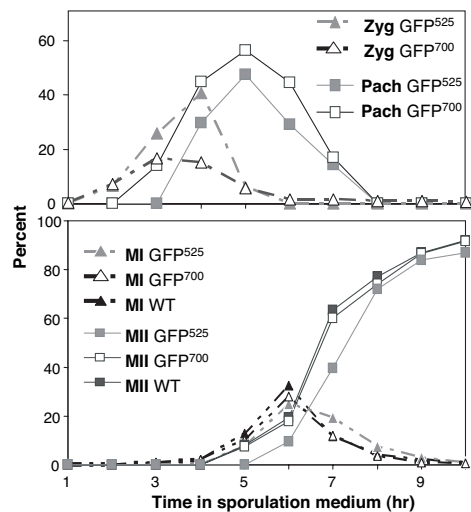 60
40
20
0
Zyg GFP525
Zyg GFP700
Pach GFP525
Pach GFP700
Percent
100
80
60
40
20
0
MI GFP525
MI GFP700
MI WT
MII GFP525
MII GFP700
MII WT
1 3 5 7 9
Time in sporulation medium (hr)